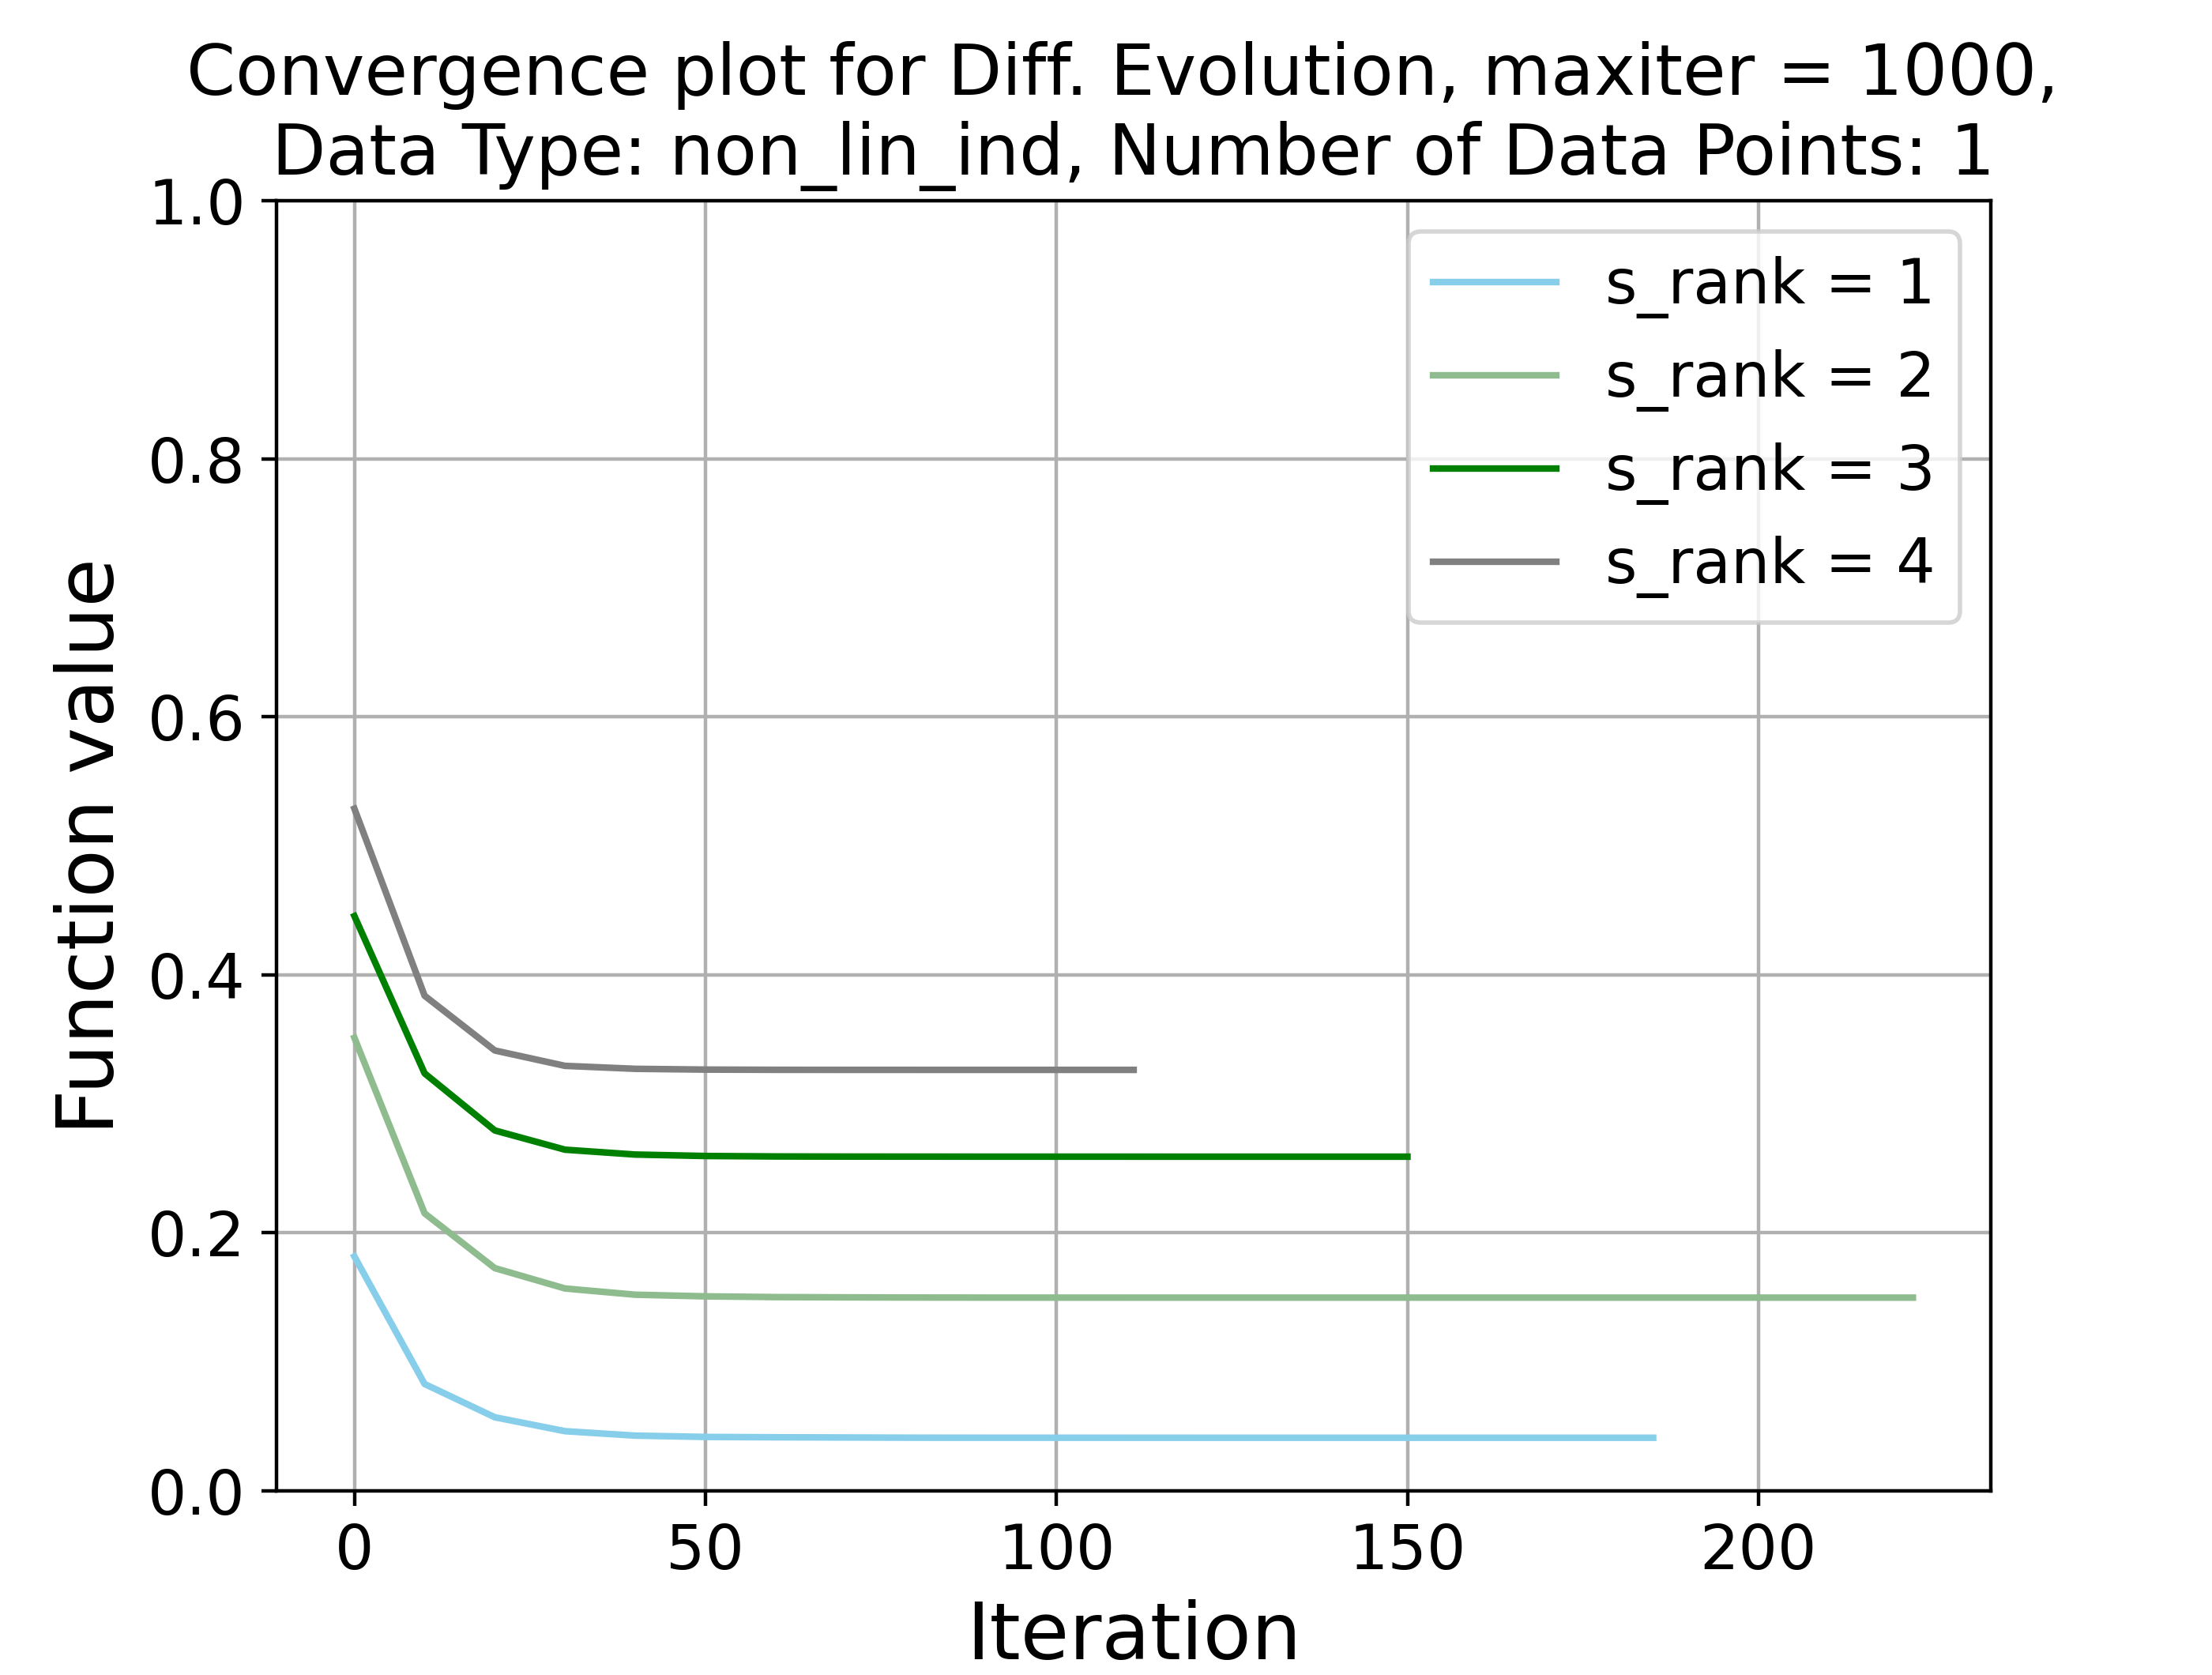 Convergence plot for Diff. Evolution, maxiter = 1000,
Data Type: non_lin_ind, Number of Data Points: 1
1.0
0.8
0.6
0.4
0.2
0.0
Function value
s_rank = 1
s_rank = 2
s_rank = 3
s_rank = 4
0 50 100 150 200
Iteration